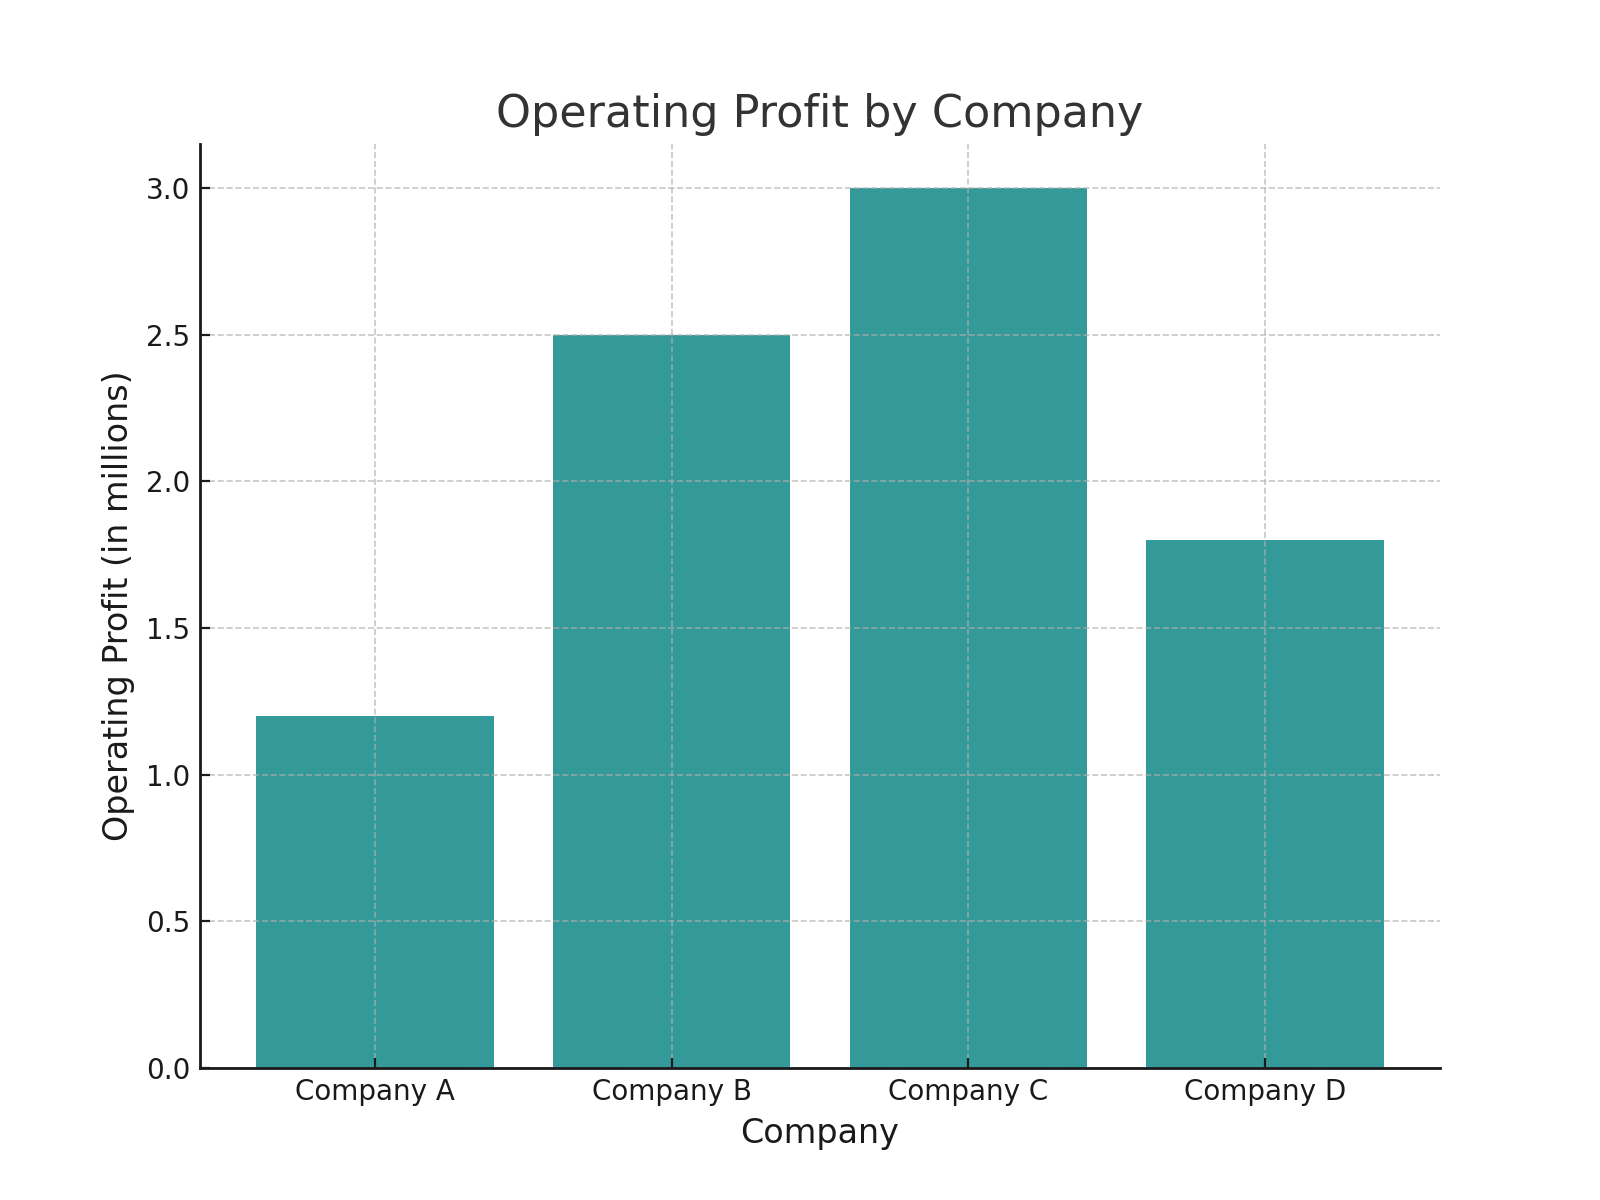 Operating Profit by Company
Operating Profit (in millions)
3.0
2.5
2.0
1.5
1.0
0.5
0.0
Company A Company B Company C Company D
Company